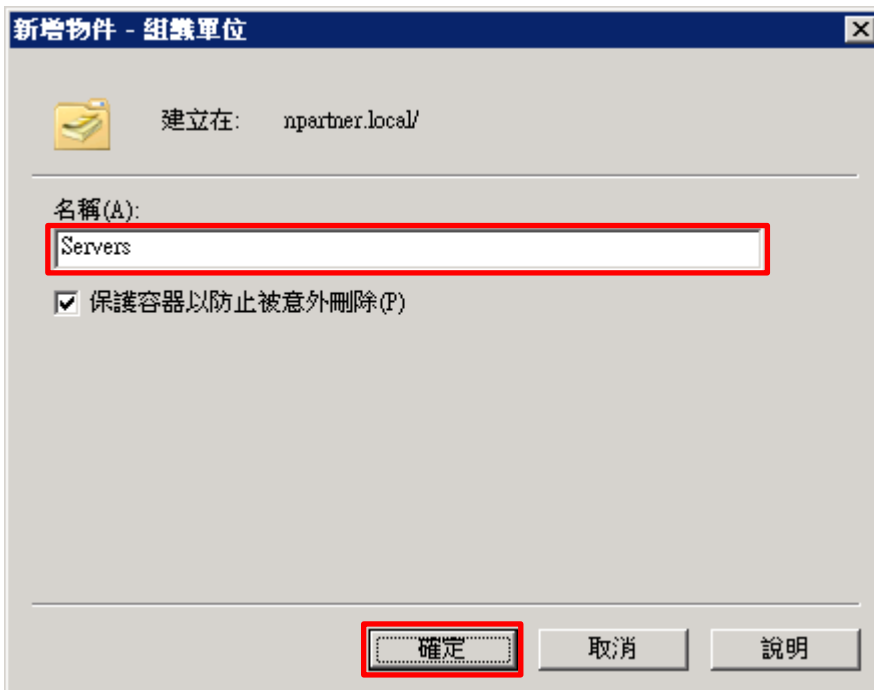 新增物件 - 組織單位
建立在: npartner.local/
名稱(A):
Servers
保護容器以防止被意外刪除(P)
確定 取消 說明